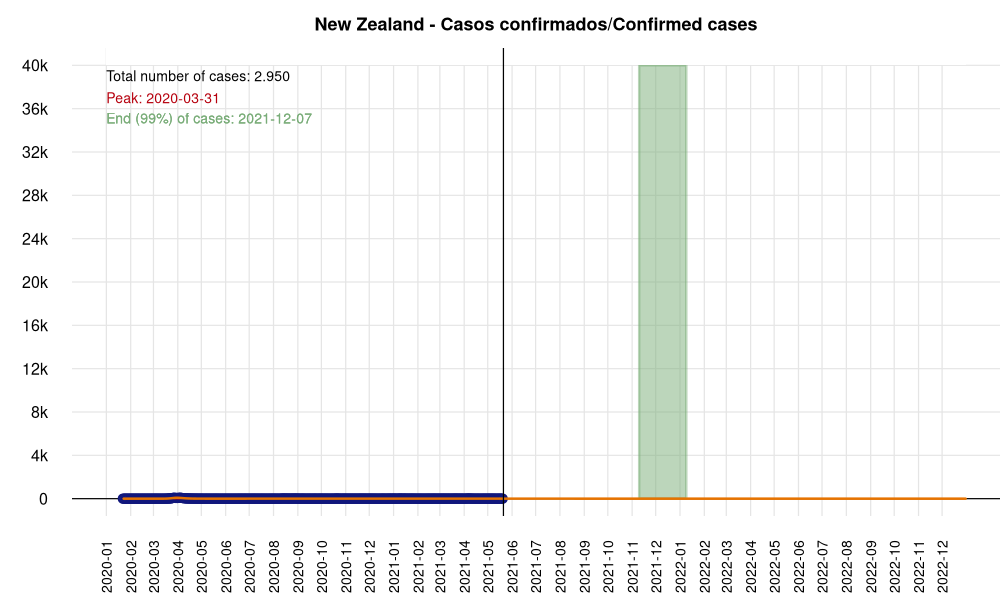 New Zealand - Casos confirmados/Confirmed cases
Total number of cases: 2.950
Peak: 2020-03-31
End (99%) of cases: 2021-12-07
40k
36k
32k
28k
24k
20k
16k
12k
8k
4k
0
2020-01
2020-02
2020-03
2020-04
2020-05
2020-06
2020-07
2020-08
2020-09
2020-10
2020-11
2020-12
2021-01
2021-02
2021-03
2021-04
2021-05
2021-06
2021-07
2021-08
2021-09
2021-10
2021-11
2021-12
2022-01
2022-02
2022-03
2022-04
2022-05
2022-06
2022-07
2022-08
2022-09
2022-10
2022-11
2022-12